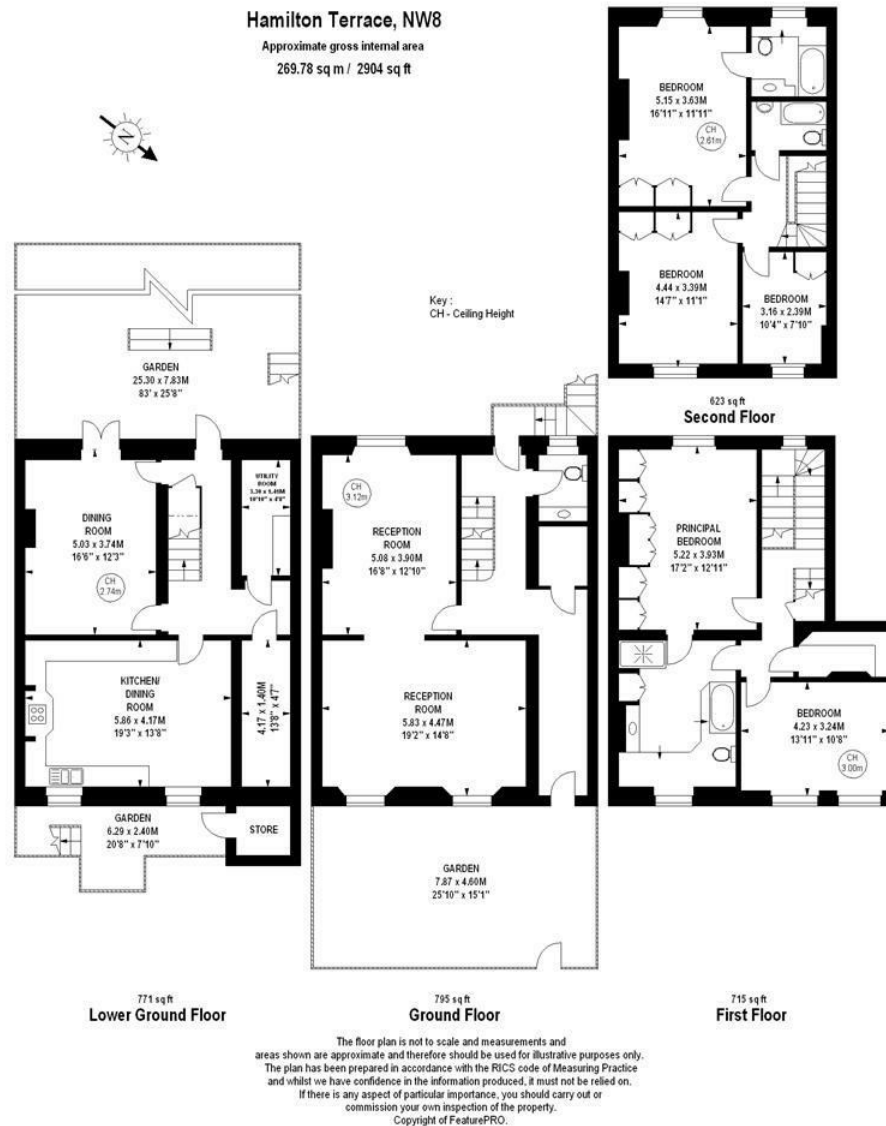 Hamilton Terrace, NW8
Approximate gross internal area
269.78 sq m / 2904 sq ft
N
Key :
CH - Ceiling Height
BEDROOM
5.15 x 3.63M
16'11" x 11'11"
CH
2.61m
BEDROOM
4.44 x 3.39M
14'7" x 11'1"
BEDROOM
3.16 x 2.39M
10'4" x 7'10"
623 sq ft
Second Floor
GARDEN
25.30 x 7.83M
83' x 25'8"
DINING
ROOM
5.03 x 3.74M
16'6" x 12'3"
CH
2.74m
UTILITY
ROOM
KITCHEN/
DINING
ROOM
5.86 x 4.17M
19'3" x 13'8"
4.17 x 1.40M
13'8" x 4'7"
GARDEN
6.29 x 2.40M
20'8" x 7'10"
STORE
771 sq ft
Lower Ground Floor
CH
3.12m
RECEPTION
ROOM
5.08 x 3.90M
16'8" x 12'10"
RECEPTION
ROOM
5.83 x 4.47M
19'2" x 14'8"
GARDEN
7.87 x 4.60M
25'10" x 15'1"
795 sq ft
Ground Floor
PRINCIPAL
BEDROOM
5.22 x 3.93M
17'2" x 12'11"
BEDROOM
4.23 x 3.24M
13'11" x 10'8"
CH
3.00m
715 sq ft
First Floor
The floor plan is not to scale and measurements and
areas shown are approximate and therefore should be used for illustrative purposes only.
The plan has been prepared in accordance with the RICS code of Measuring Practice
and whilst we have confidence in the information produced, it must not be relied on.
If there is any aspect of particular importance, you should carry out or
commission your own inspection of the property.
Copyright of FeaturePRO.